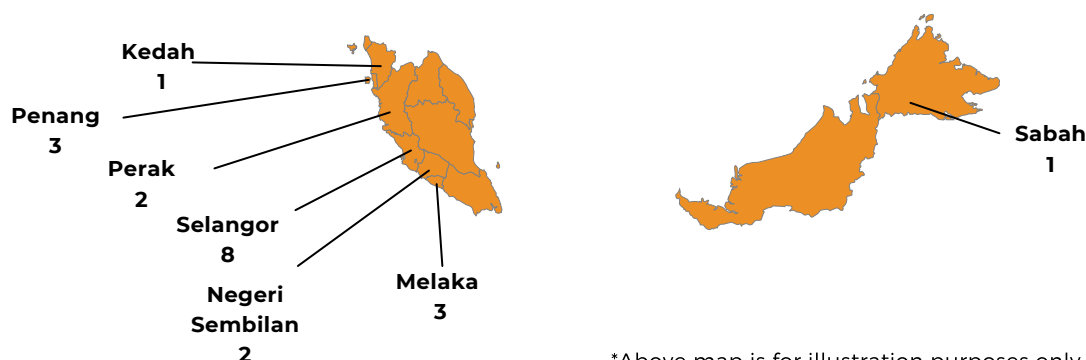 Kedah
1
Penang
3
Perak
2
Selangor
8
Negeri
Sembilan
2
Melaka
3
Sabah
1
*Above map is for illustration purposes only